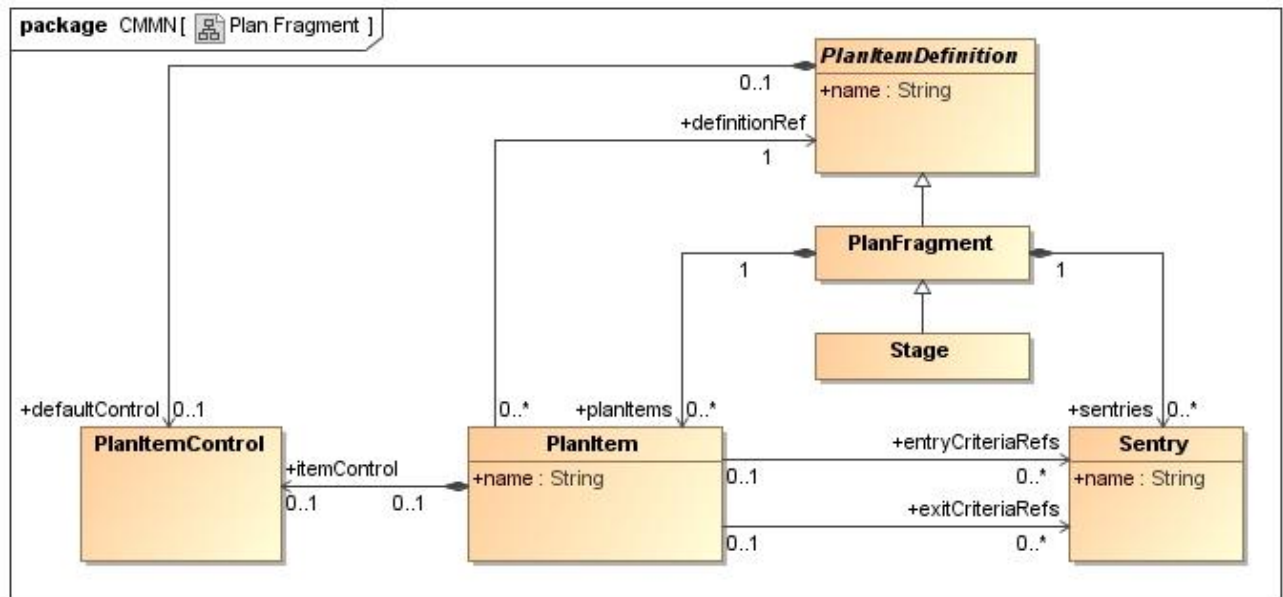 package CMMN [ Plan Fragment ]
PlanItemDefinition
+name : String
0..1
+definitionRef
1
PlanFragment
1
1
Stage
+defaultControl 0..1
0..*
+planItems 0..*
+sentries 0..*
PlanItemControl
+itemControl
0..1
0..1
PlanItem
+name : String
+entryCriteriaRefs
0..1
0..*
+exitCriteriaRefs
0..1
0..*
Sentry
+name : String